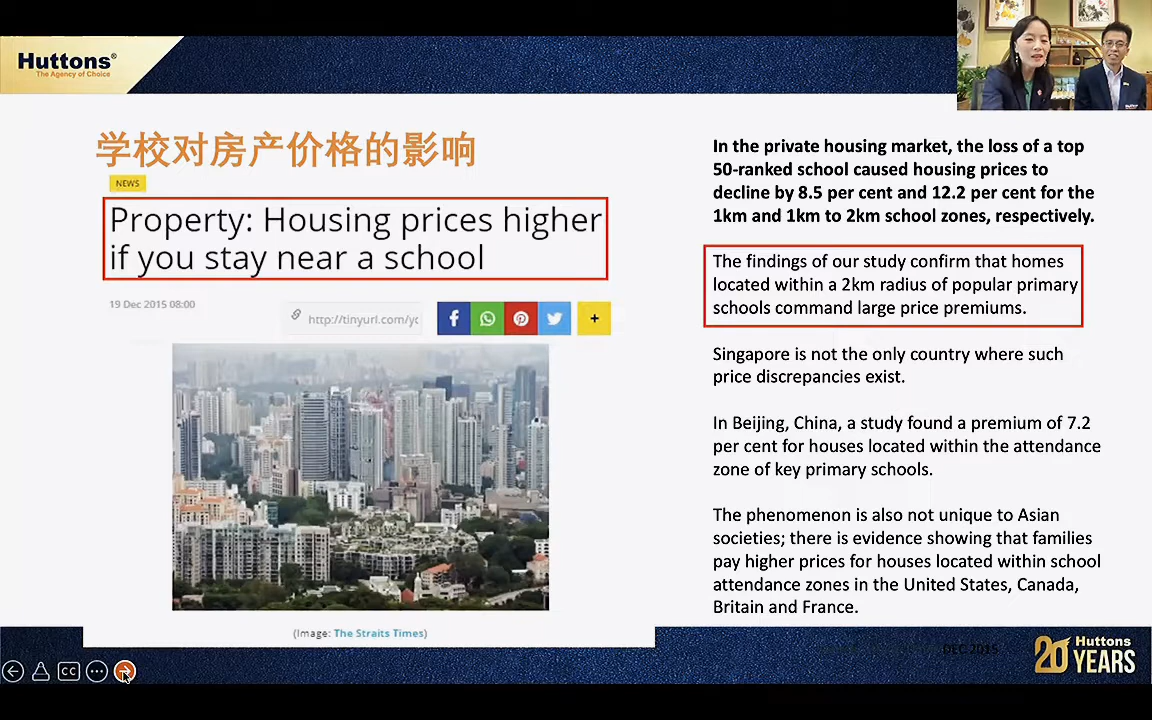 Huttons®
The Agency of Choice
学校对房产价格的影响
NEWS
Property: Housing prices higher
if you stay near a school
19 Dec 2015 08:00
http://tinyurl.com/yc
+
(Image: The Straits Times)
In the private housing market, the loss of a top
50-ranked school caused housing prices to
decline by 8.5 per cent and 12.2 per cent for the
1km and 1km to 2km school zones, respectively.
The findings of our study confirm that homes
located within a 2km radius of popular primary
schools command large price premiums.
Singapore is not the only country where such
price discrepancies exist.
In Beijing, China, a study found a premium of 7.2
per cent for houses located within the attendance
zone of key primary schools.
The phenomenon is also not unique to Asian
societies; there is evidence showing that families
pay higher prices for houses located within school
attendance zones in the United States, Canada,
Britain and France.
DEC 2015
CC
20 Huttons
YEARS